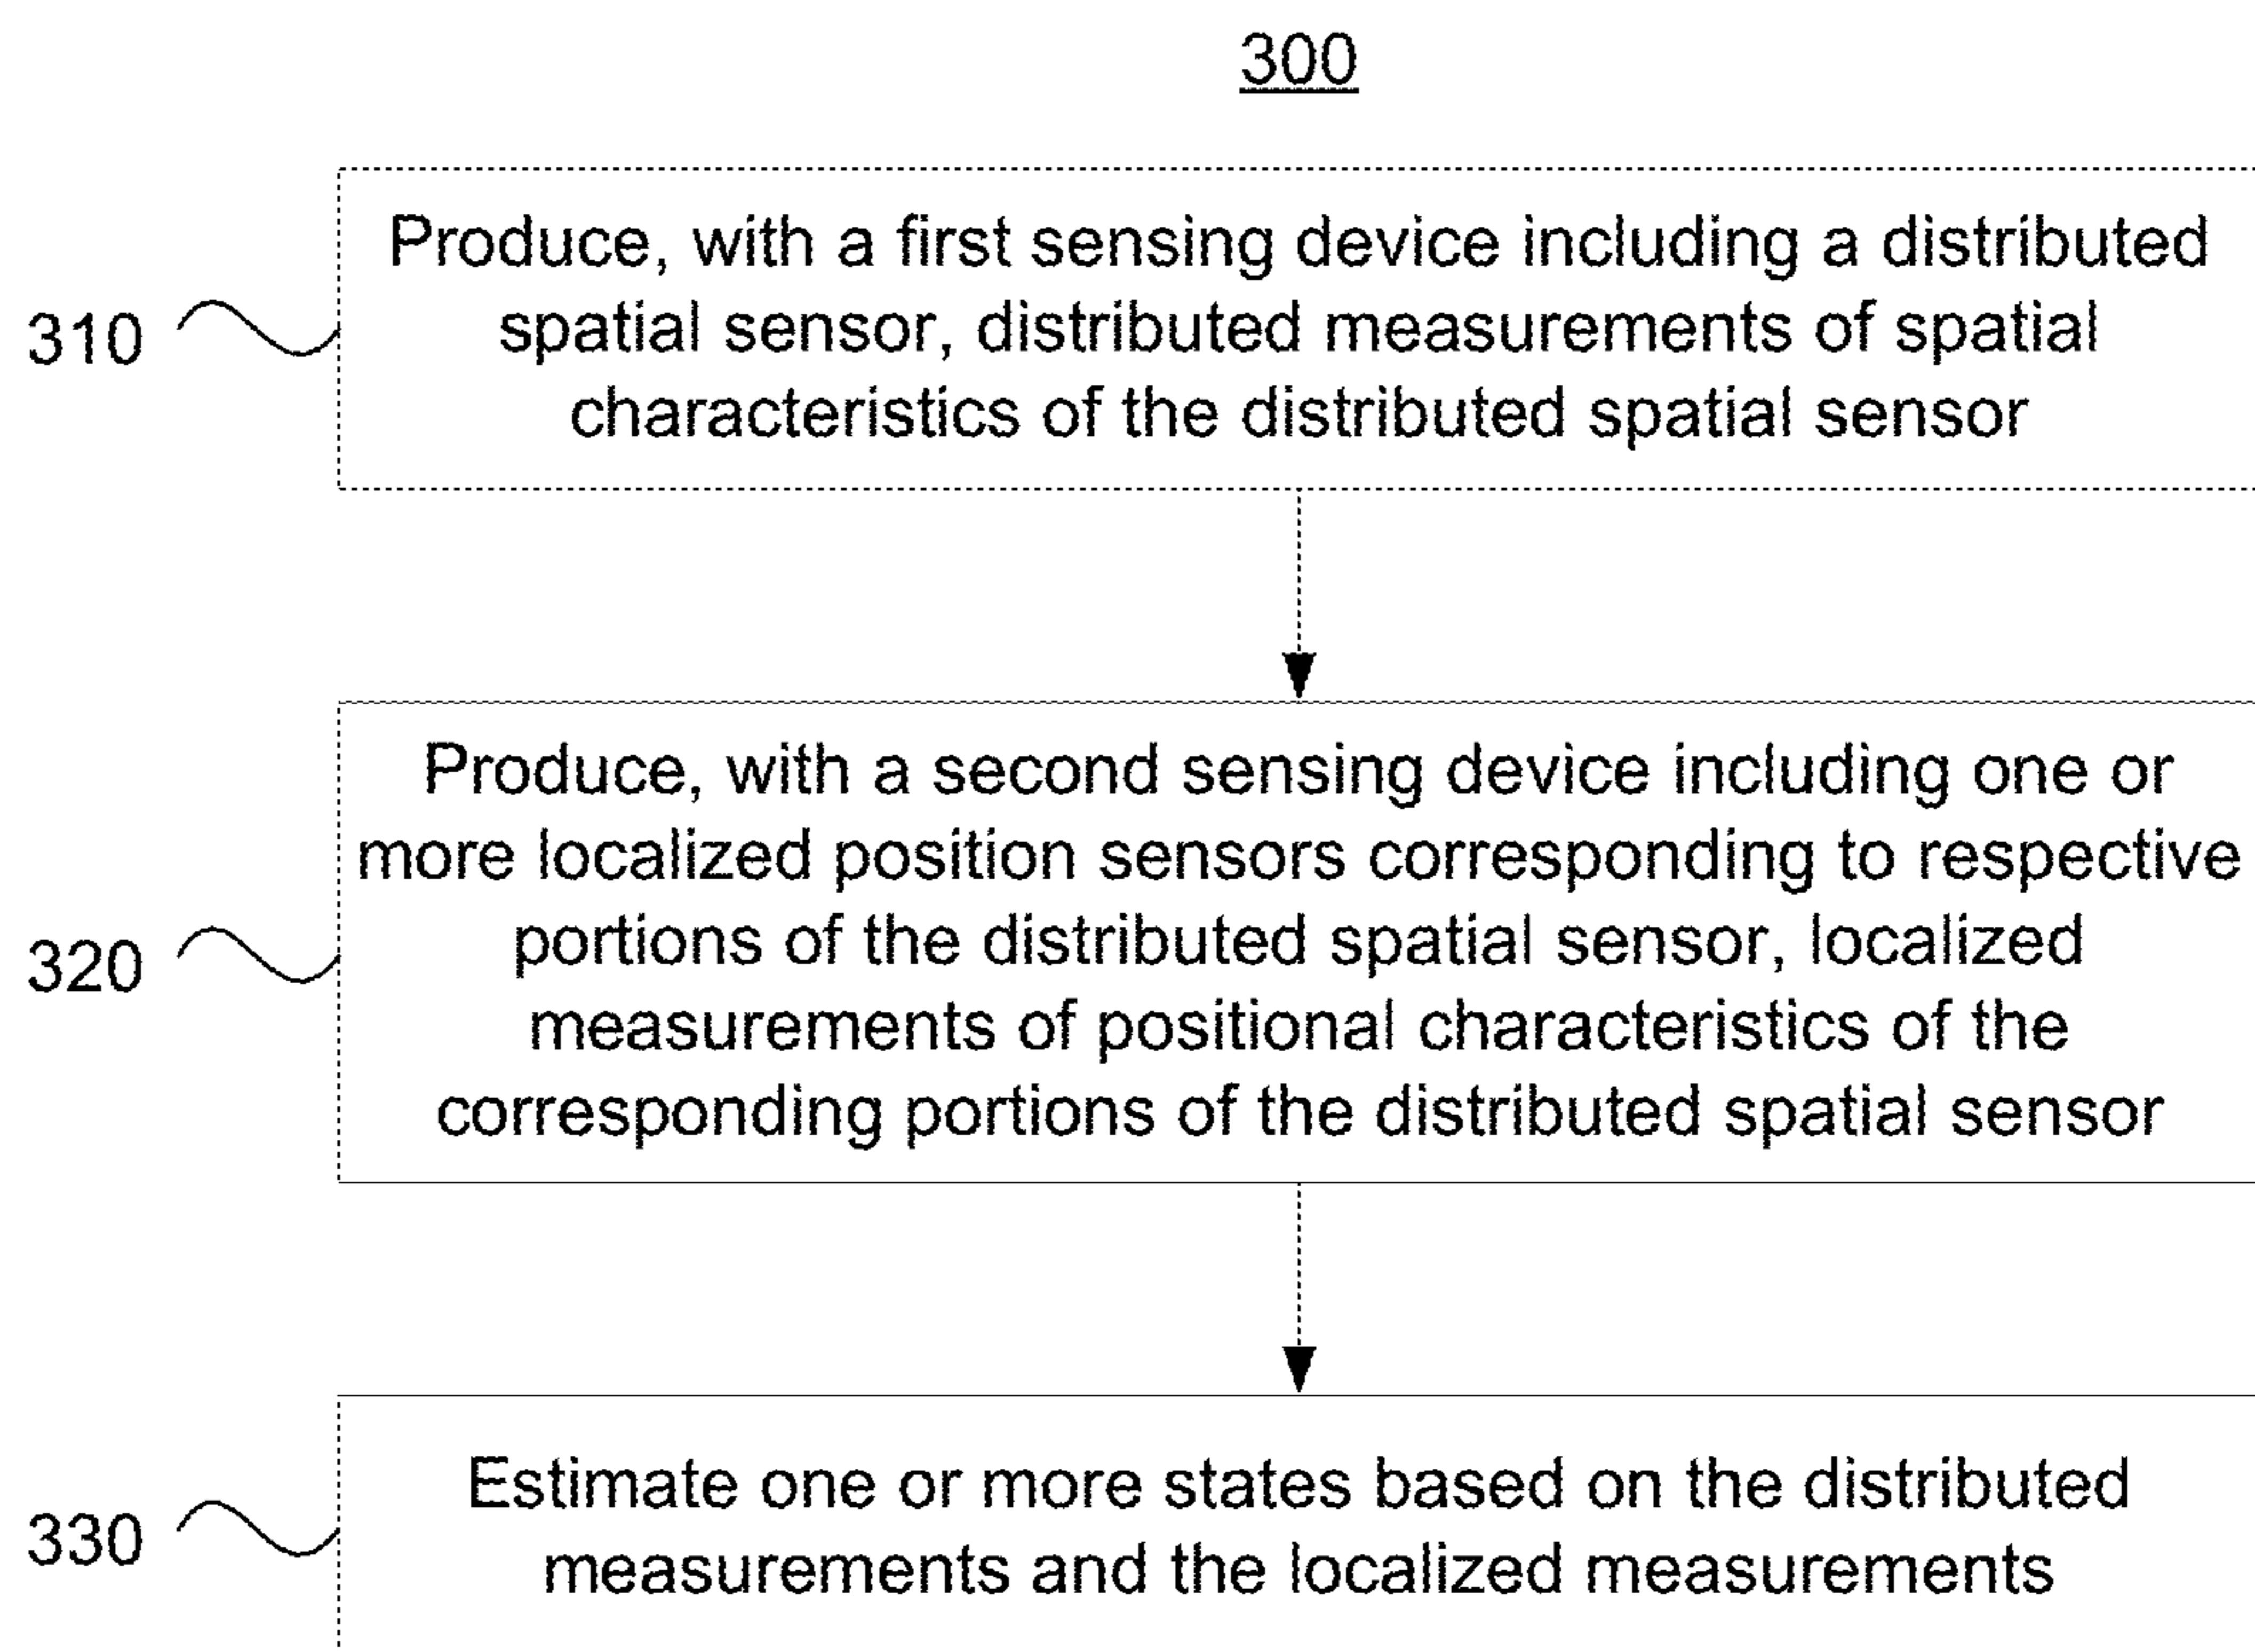 300
Produce, with a first sensing device including a distributed
spatial sensor, distributed measurements of spatial
characteristics of the distributed spatial sensor
310
Produce, with a second sensing device including one or
more localized position sensors corresponding to respective
portions of the distributed spatial sensor, localized
measurements of positional characteristics of the
corresponding portions of the distributed spatial sensor
320
Estimate one or more states based on the distributed
measurements and the localized measurements
330